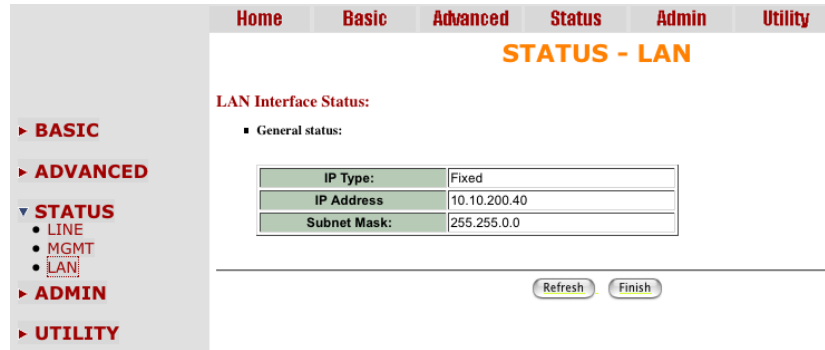 Home Basic Advanced Status Admin Utility
STATUS - LAN
LAN Interface Status:
General status:
IP Type: Fixed
IP Address 10.10.200.40
Subnet Mask: 255.255.0.0
Refresh Finish
BASIC
ADVANCED
STATUS
LINE
MGMT
LAN
ADMIN
UTILITY